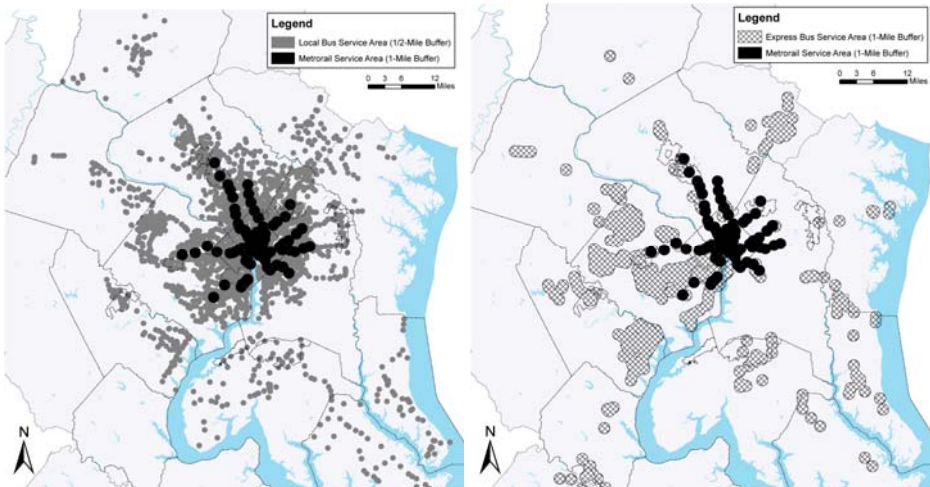 Legend
Local Bus Service Area (1/2-Mile Buffer)
Metrorail Service Area (1-Mile Buffer)
0 3 6 12
Miles
N
Legend
Express Bus Service Area (1-Mile Buffer)
Metrorail Service Area (1-Mile Buffer)
0 3 6 12
Miles
N